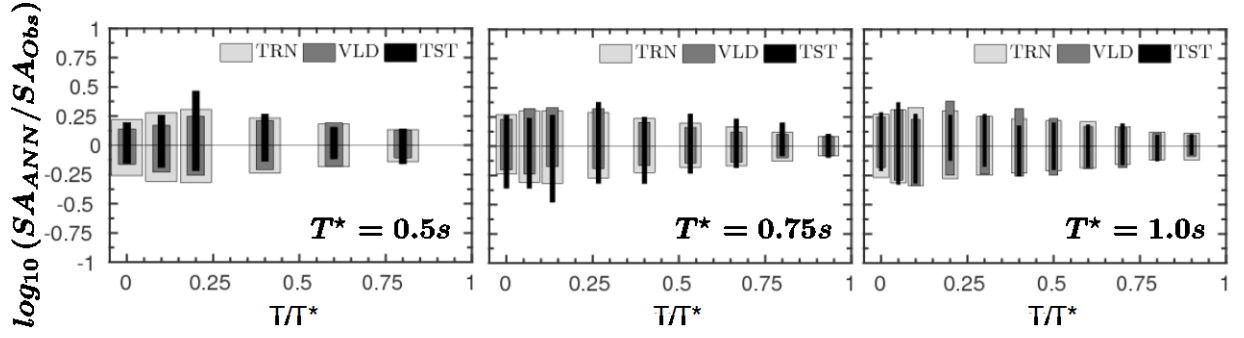 log10 (SA_ANN/SA_Obs)
1
0.75
0.5
0.25
0
-0.25
-0.5
-0.75
-1
TRN VLD TST
T* = 0.5s
0 0.25 0.5 0.75 1
T/T*
TRN VLD TST
T* = 0.75s
0 0.25 0.5 0.75 1
T/T*
TRN VLD TST
T* = 1.0s
0 0.25 0.5 0.75 1
T/T*